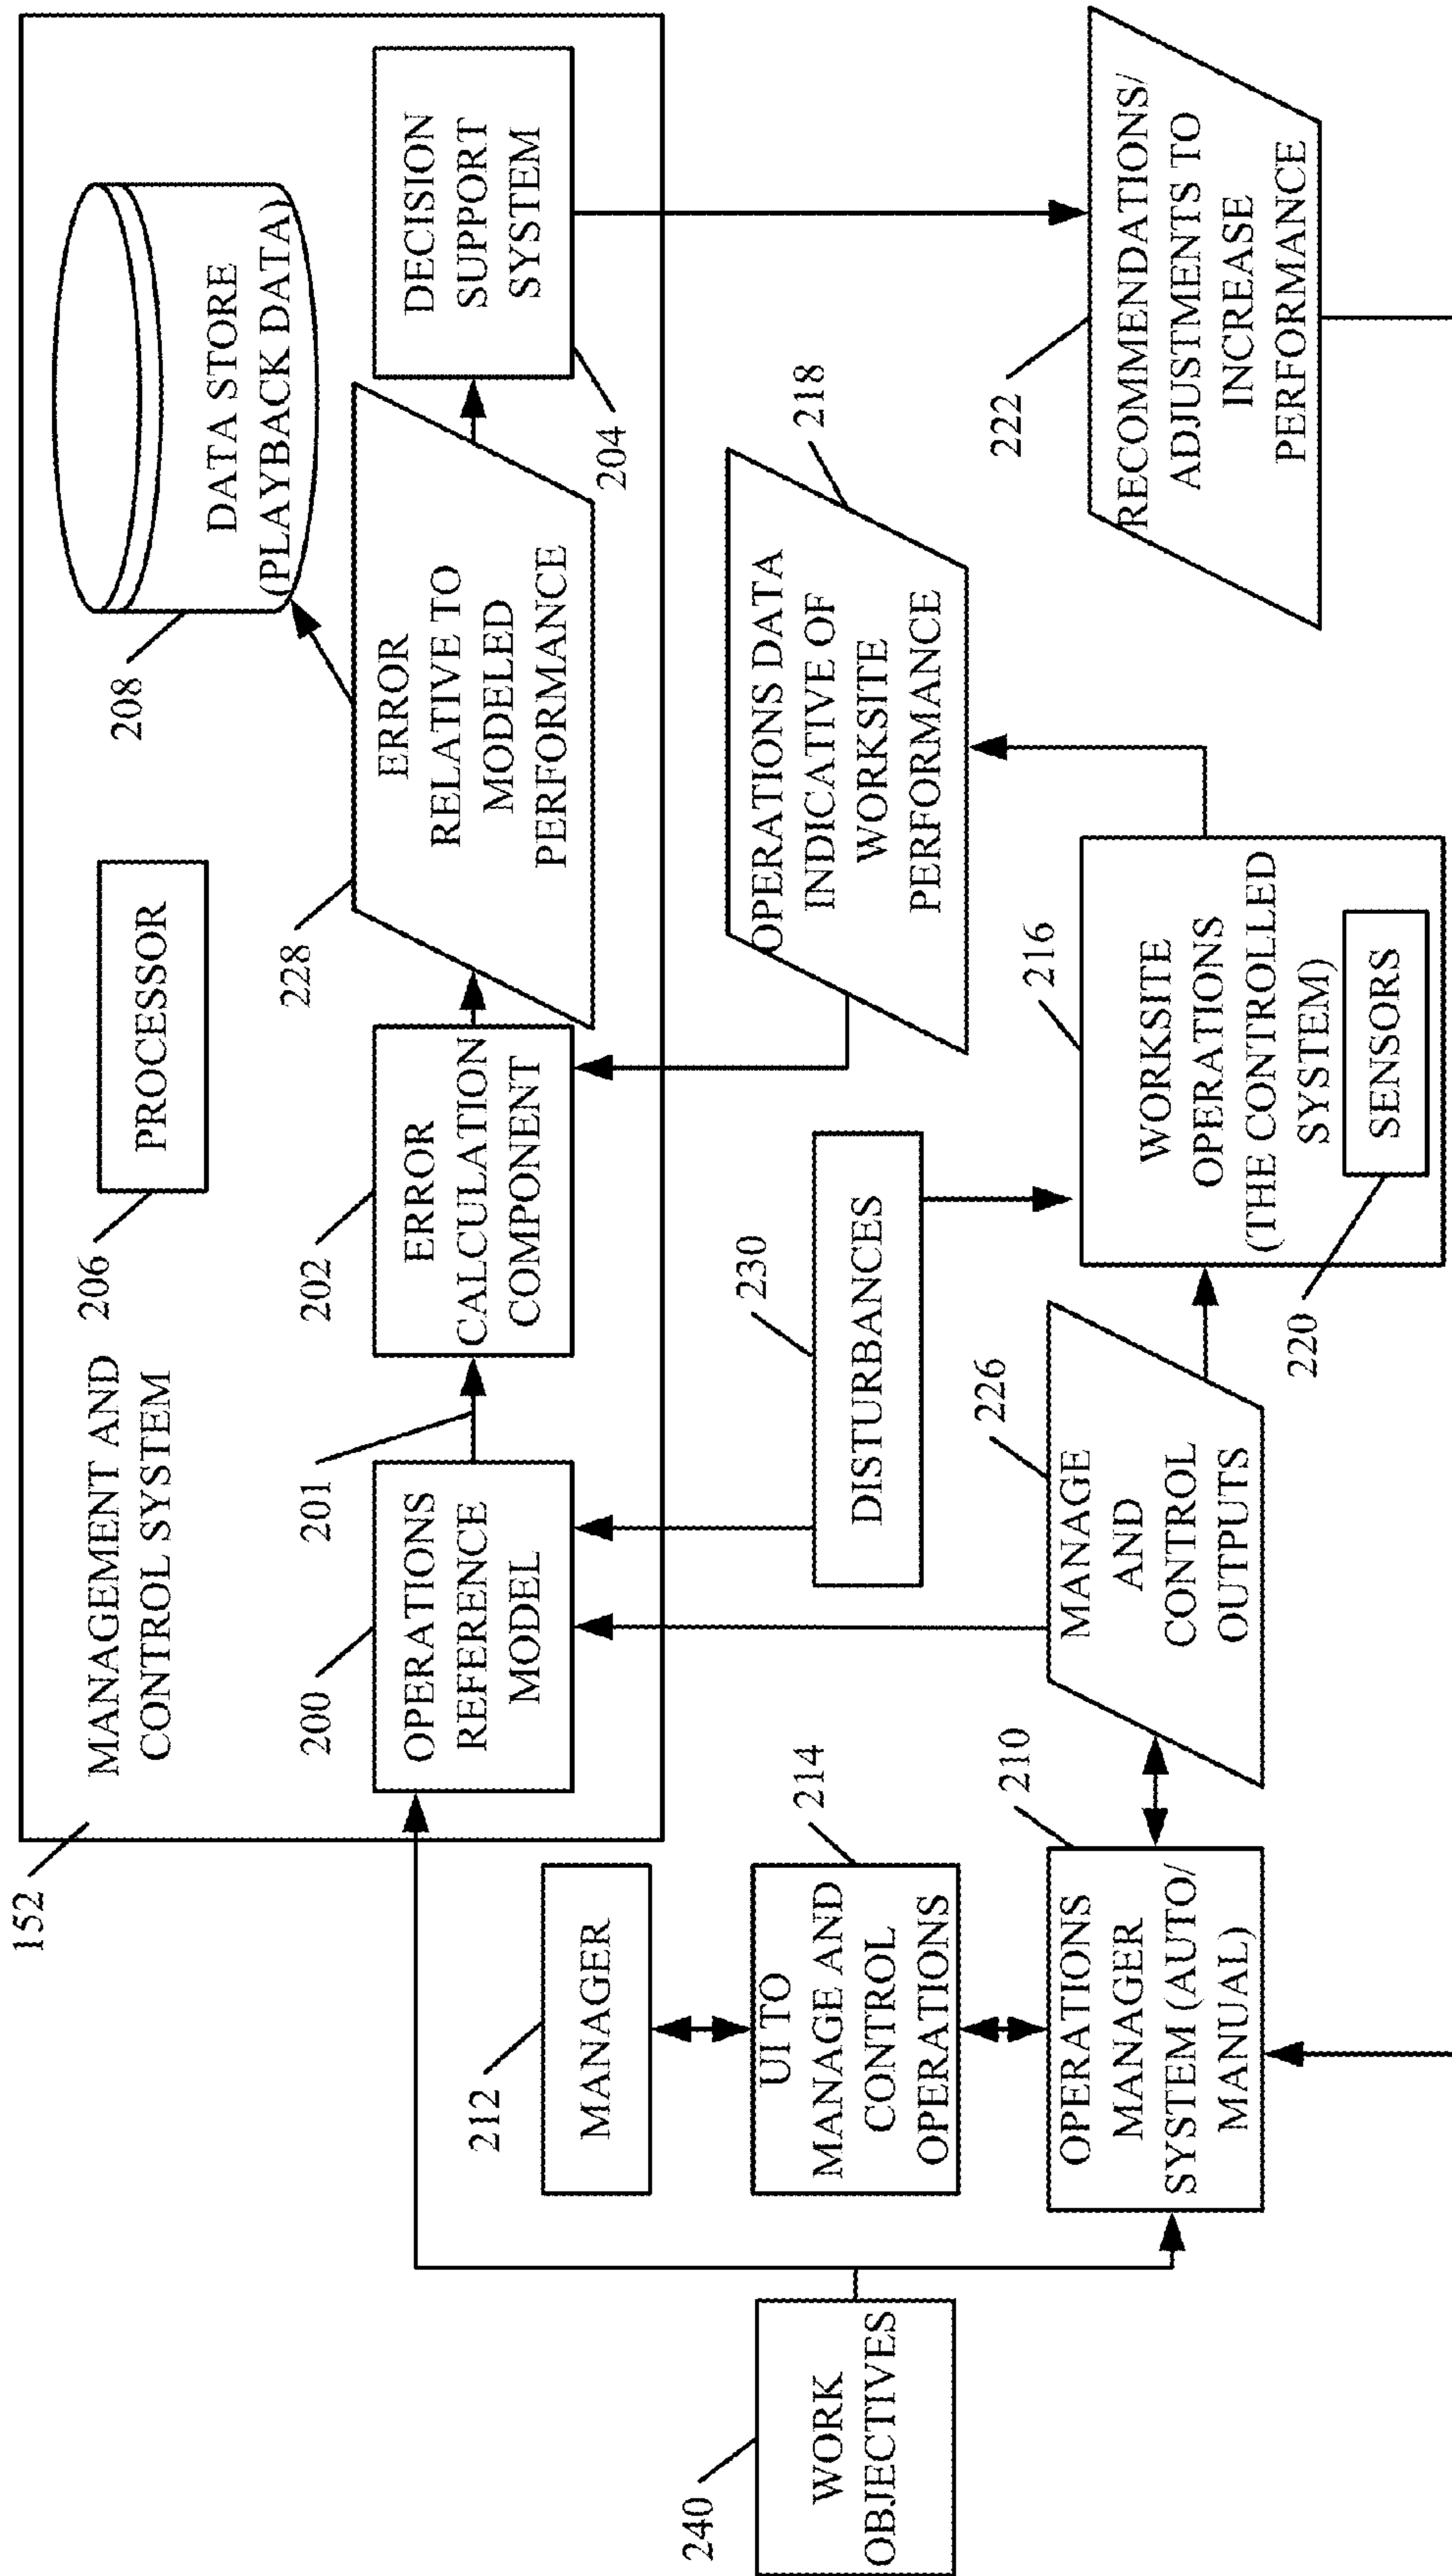 152
MANAGEMENT AND
CONTROL SYSTEM
206
PROCESSOR
208
DATA STORE
(PLAYBACK DATA)
200
OPERATIONS
REFERENCE
MODEL
201
202
ERROR
CALCULATION
COMPONENT
228
ERROR
RELATIVE TO
MODELED
PERFORMANCE
DECISION
SUPPORT
SYSTEM
204
212
MANAGER
230
DISTURBANCES
218
OPERATIONS DATA
INDICATIVE OF
WORKSITE
PERFORMANCE
240
WORK
OBJECTIVES
214
UI TO
MANAGE AND
CONTROL
OPERATIONS
210
OPERATIONS
MANAGER
SYSTEM (AUTO/
MANUAL)
226
MANAGE
AND
CONTROL
OUTPUTS
216
WORKSITE
OPERATIONS
(THE CONTROLLED
SYSTEM)
SENSORS
220
222
RECOMMENDATIONS/
ADJUSTMENTS TO
INCREASE
PERFORMANCE